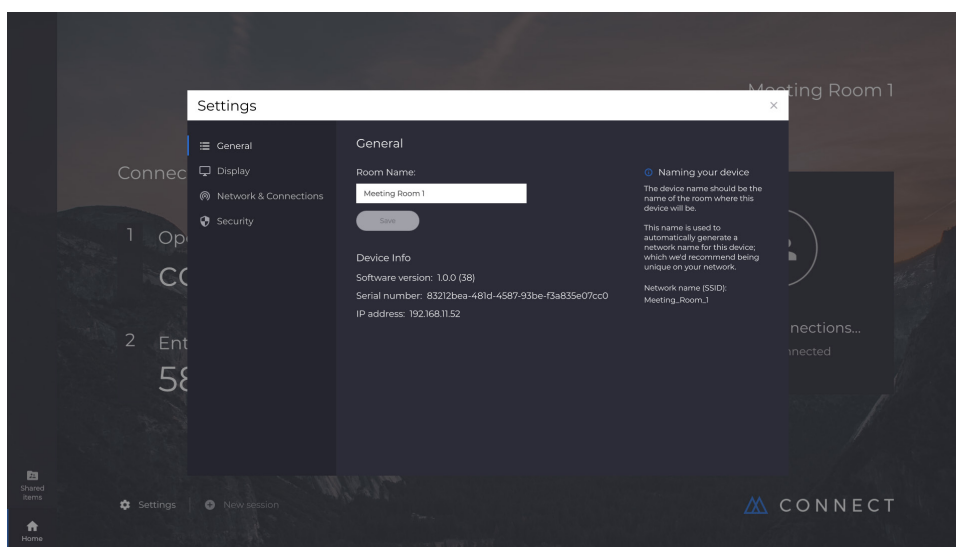 Meeting Room 1
Settings
General
Display
Network & Connections
Security
General
Room Name:
Meeting Room 1
Save
Device Info
Software version: 1.0.0 (38)
Serial number: 83212bea-481d-4587-93be-f3a835e07cc0
IP address: 192.168.11.52
Naming your device
The device name should be the
name of the room where this
device will be.
This name is used to
automatically generate a
network name for this device;
which we'd recommend being
unique on your network.
Network name (SSID):
Meeting_Room_1
Connec
1 Op
co
2 Ent
58
nections...
nnected
Shared
items
Home
Settings
New session
CONNECT